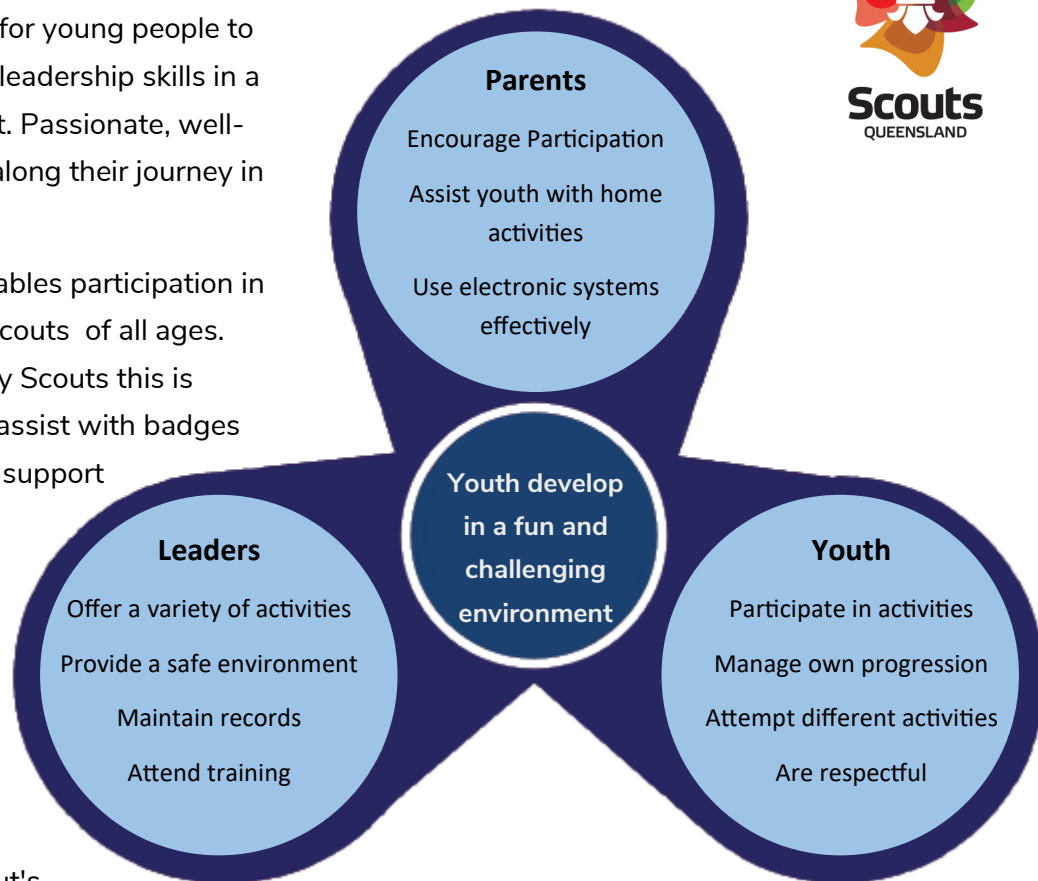 for young people to
leadership skills in a
t. Passionate, well-
along their journey in
ables participation in
couts of all ages.
y Scouts this is
assist with badges
support
Scouts
QUEENSLAND
Parents
Encourage Participation
Assist youth with home
activities
Use electronic systems
effectively
Youth develop
in a fun and
challenging
environment
Leaders
Offer a variety of activities
Provide a safe environment
Maintain records
Attend training
Youth
Participate in activities
Manage own progression
Attempt different activities
Are respectful